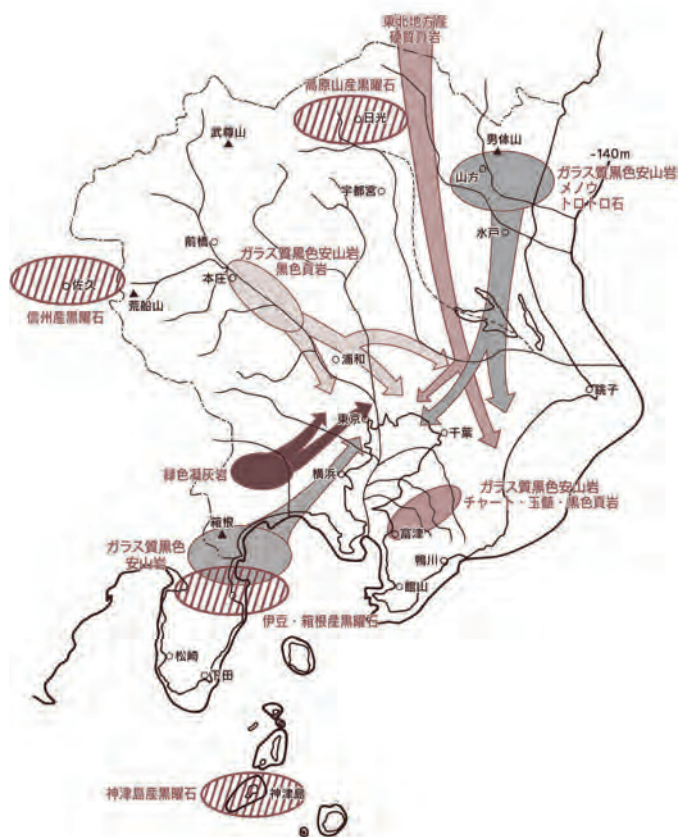 東北地方産
硬質頁岩
高原山産黒曜石
日光
武尊山
男体山
-140m
山方
ガラス質黒色安山岩
メノウ
トロトロ石
宇都宮
水戸
前橋
ガラス質黒色安山岩
黒色頁岩
本庄
佐久
荒船山
信州産黒曜石
浦和
銚子
東京
千葉
緑色凝灰岩
横浜
ガラス質黒色安山岩
チャート・玉髄・黒色頁岩
箱根
富津
ガラス質黒色
安山岩
鴨川
館山
伊豆・箱根産黒曜石
松崎
下田
神津島産黒曜石
神津島